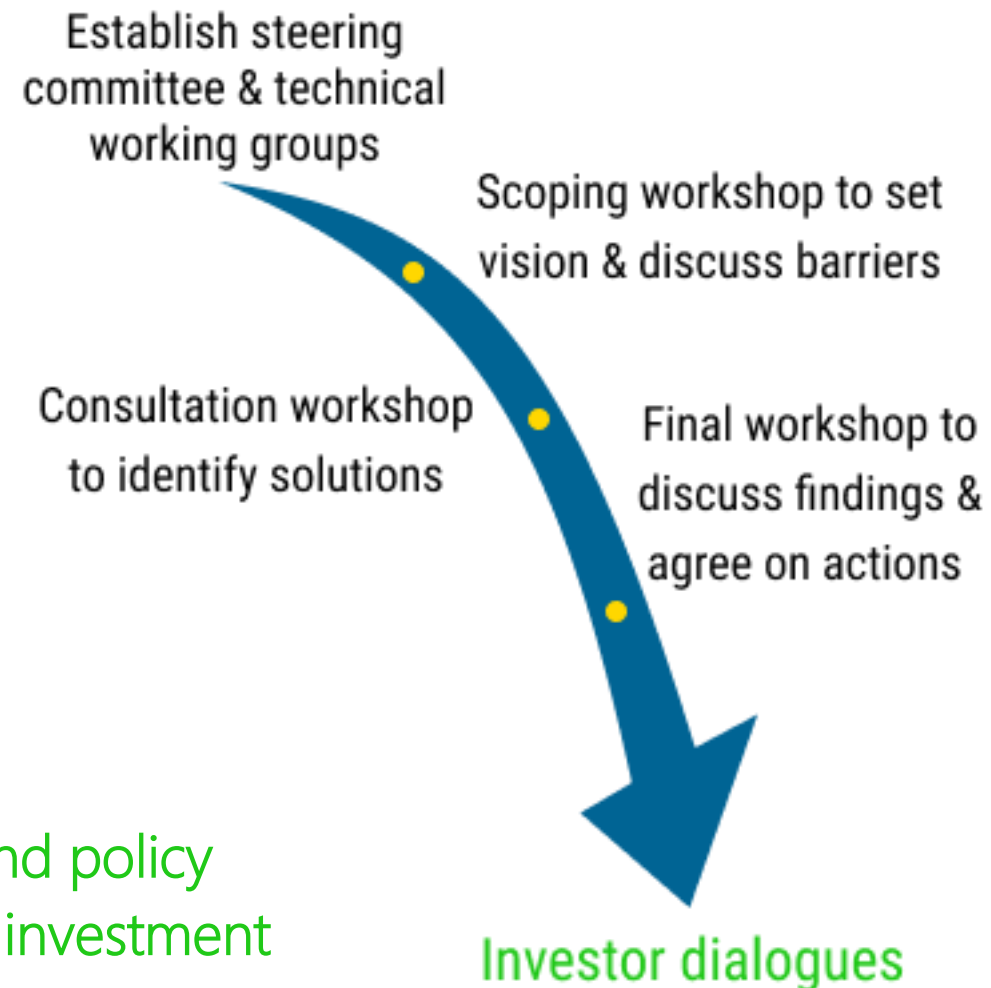 Establish steering
committee & technical
working groups
Scoping workshop to set
vision & discuss barriers
Consultation workshop
to identify solutions
Final workshop to
discuss findings &
agree on actions
policy
investment
Investor dialogues